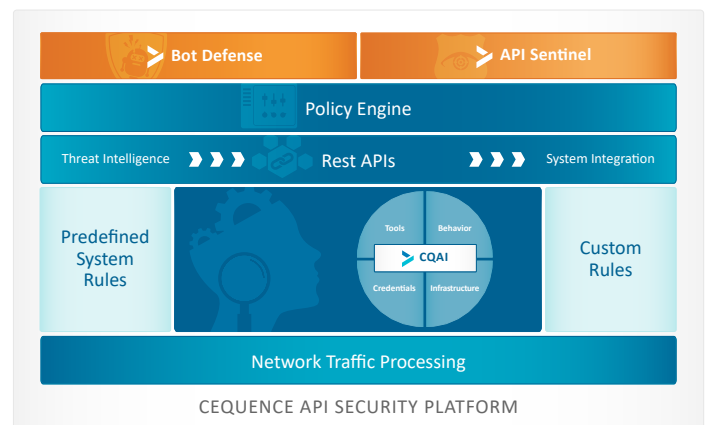 Bot Defense
API Sentinel
Policy Engine
Threat Intelligence
Rest APIs
System Integration
Predefined
System
Rules
Tools
Behavior
CQAI
Credentials
Infrastructure
Custom
Rules
Network Traffic Processing
CEQUENCE API SECURITY PLATFORM